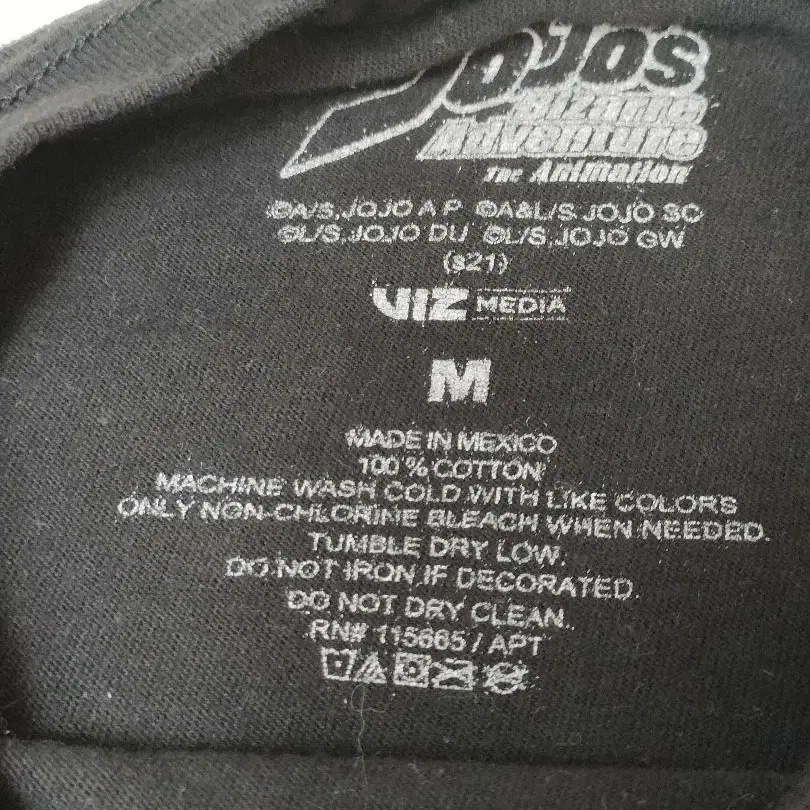 JOJOS
Bizarre
Adventure
THE Animation
©A/S,JOJO A P ©A&L/S JOJO SC
©L/S,JOJO DU ©L/S,JOJO GW
(s21)
VIZ MEDIA
M
MADE IN MEXICO
100% COTTON
MACHINE WASH COLD WITH LIKE COLORS
ONLY NON-CHLORINE BLEACH WHEN NEEDED.
TUMBLE DRY LOW.
DO NOT IRON IF DECORATED.
DO NOT DRY CLEAN.
RN# 115665 / APT